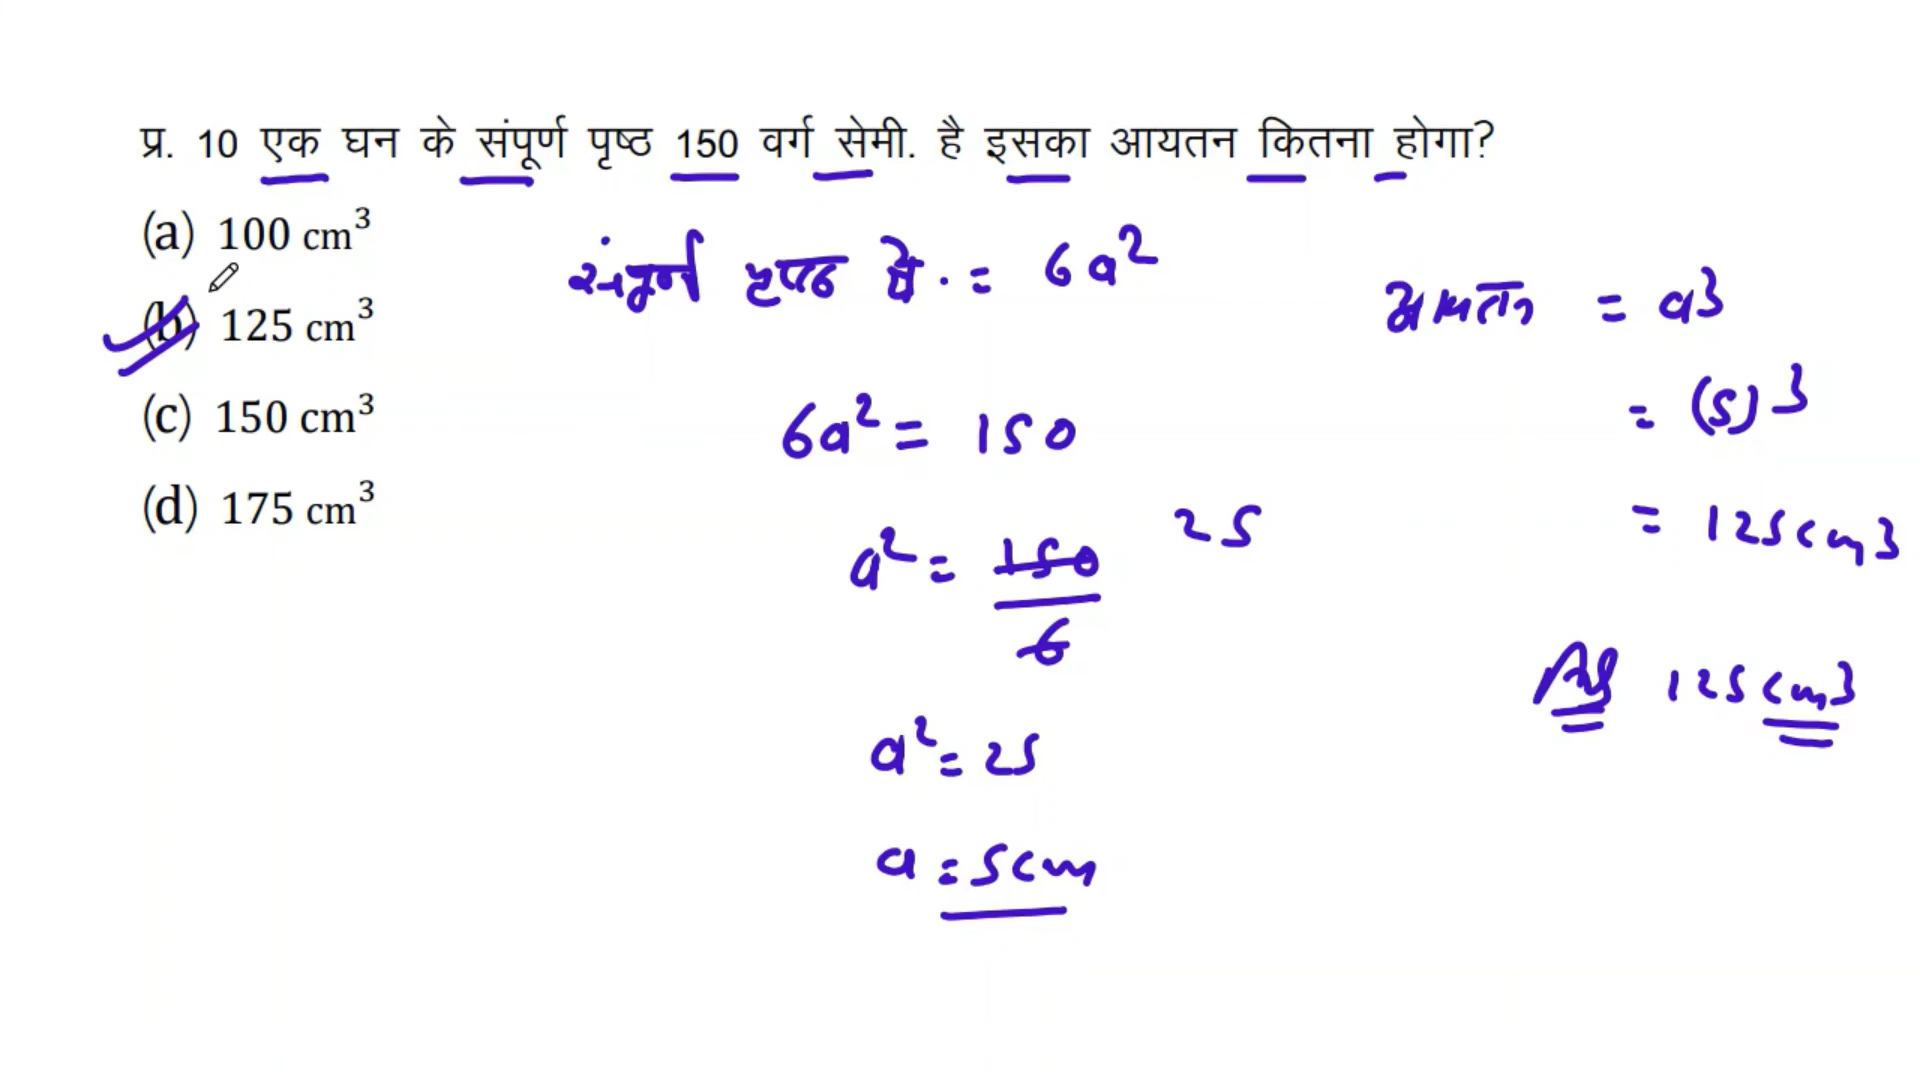 प्र. 10 एक घन के संपूर्ण पृष्ठ 150 वर्ग सेमी. है इसका आयतन कितना होगा?
(a) 100 cm³
(b) 125 cm³
(c) 150 cm³
(d) 175 cm³
संपूर्ण पृष्ठ क्षे. = 6a²
6a² = 150
a² = 150/6 25
a² = 25
a = 5cm
आयतन = a3
= (5)3
= 125cm3
Ans 125cm3